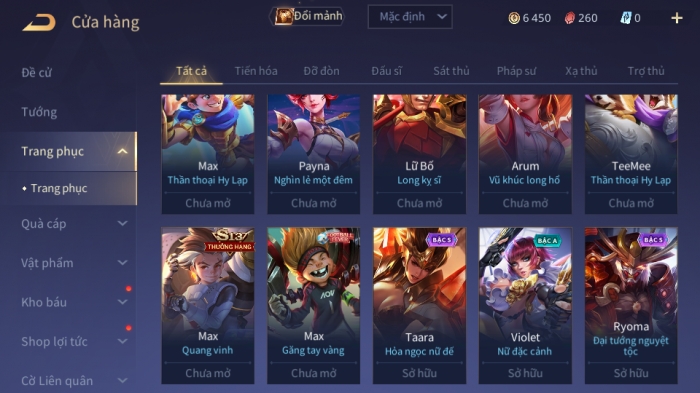 Cửa hàng
Đổi mảnh
Mặc định
6 450
260
0
+
Đề cử
Tướng
Trang phục
Trang phục
Quà cáp
Vật phẩm
Kho báu
Shop lợi tức
Cờ Liên quân
Tất cả
Tiến hóa
Đỡ đòn
Đấu sĩ
Sát thủ
Pháp sư
Xạ thủ
Trợ thủ
Max
Thần thoại Hy Lạp
Chưa mở
Payna
Nghìn lẻ một đêm
Chưa mở
Lữ Bố
Long kỵ sĩ
Chưa mở
Arum
Vũ khúc long hổ
Chưa mở
TeeMee
Thần thoại Hy Lạp
Chưa mở
S13
THƯỞNG HẠNG
Max
Quang vinh
Chưa mở
AOV
Max
Găng tay vàng
Chưa mở
BẬC S
Taara
Hỏa ngọc nữ đế
Sở hữu
BẬC A
Violet
Nữ đặc cảnh
Sở hữu
BẬC S
Ryoma
Đại tướng nguyệt
tộc
Sở hữu